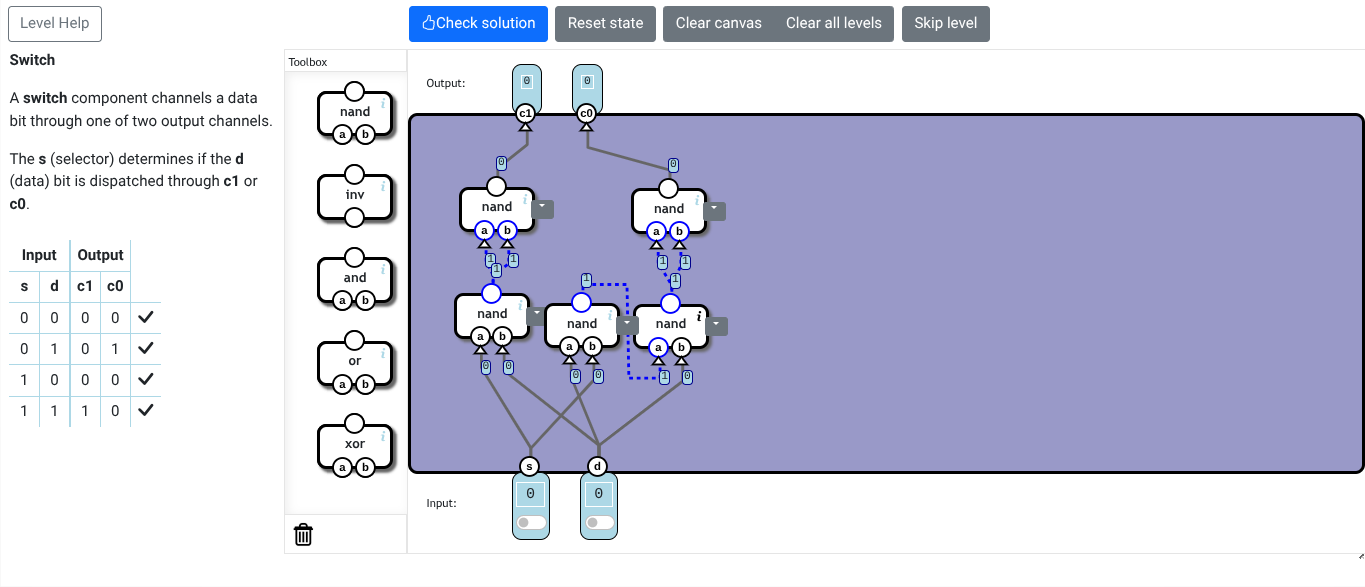 Level Help
Check solution
Reset state
Clear canvas
Clear all levels
Skip level
Switch
A switch component channels a data
bit through one of two output channels.
The s (selector) determines if the d
(data) bit is dispatched through c1 or
c0.
Input Output
s d c1 c0
0 0 0 0
0 1 0 1
1 0 0 0
1 1 1 0
Toolbox
i
nand
a b
i
inv
i
and
a b
i
or
a b
i
xor
a b
Output:
0 0
c1 c0
0 0
i i
nand nand
a b a b
1 1 1 1
1 1 1
i i i
nand nand nand
a b a b a b
0 0 0 0 1 0
s d
Input:
0 0